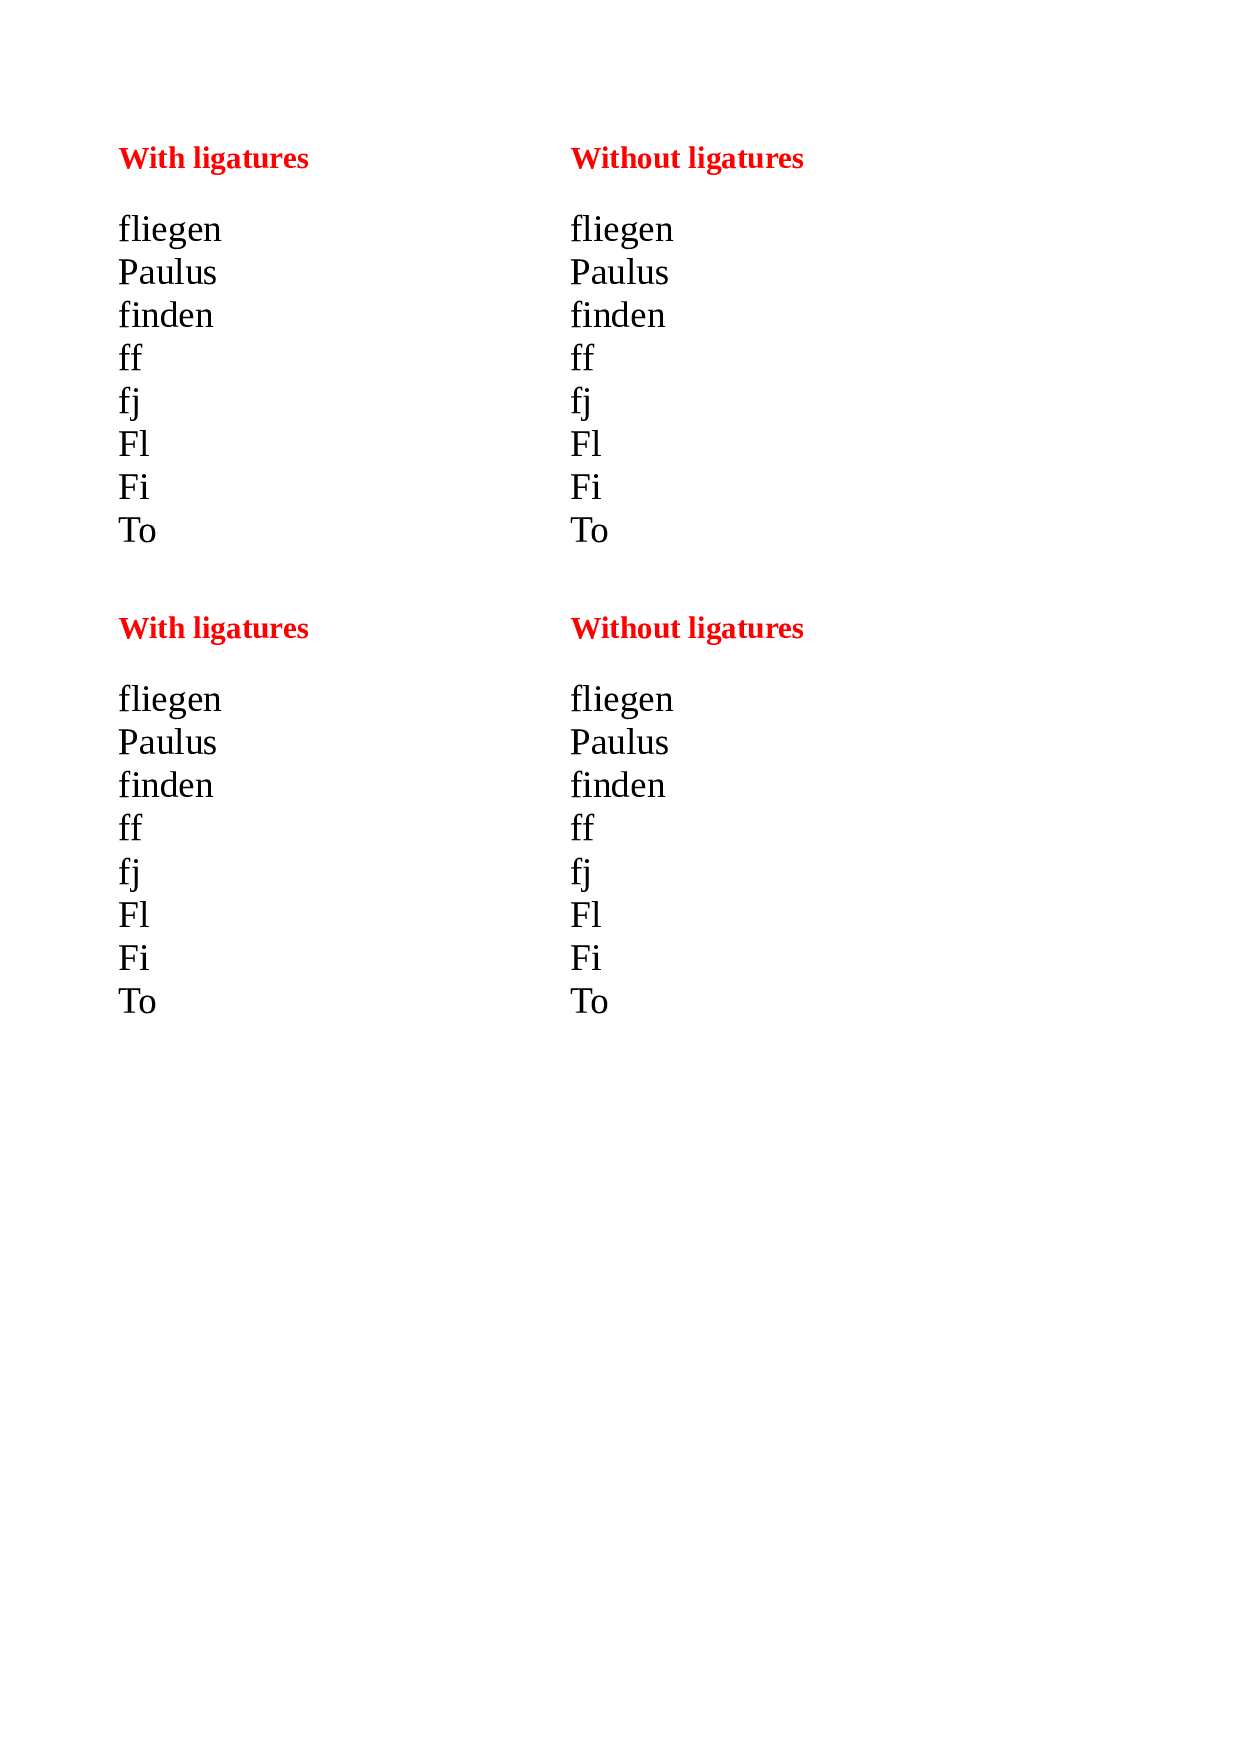 With ligatures Without ligatures
fliegen fliegen
Paulus Paulus
finden finden
ff ff
fj fj
Fl Fl
Fi Fi
To To
With ligatures Without ligatures
fliegen fliegen
Paulus Paulus
finden finden
ff ff
fj fj
Fl Fl
Fi Fi
To To